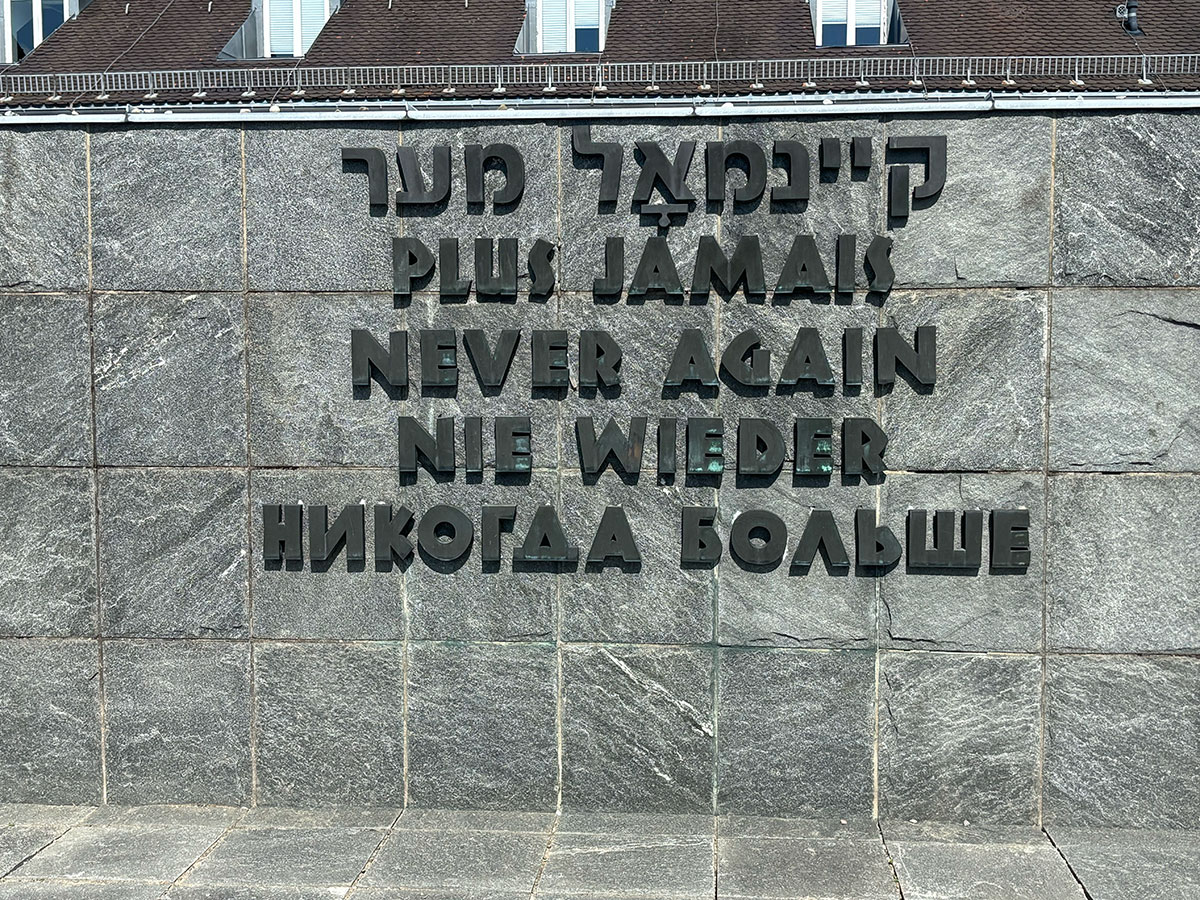 קיינמאָל מער
PLUS JAMAIS
NEVER AGAIN
NIE WIEDER
НИКОГДА БОЛЬШЕ